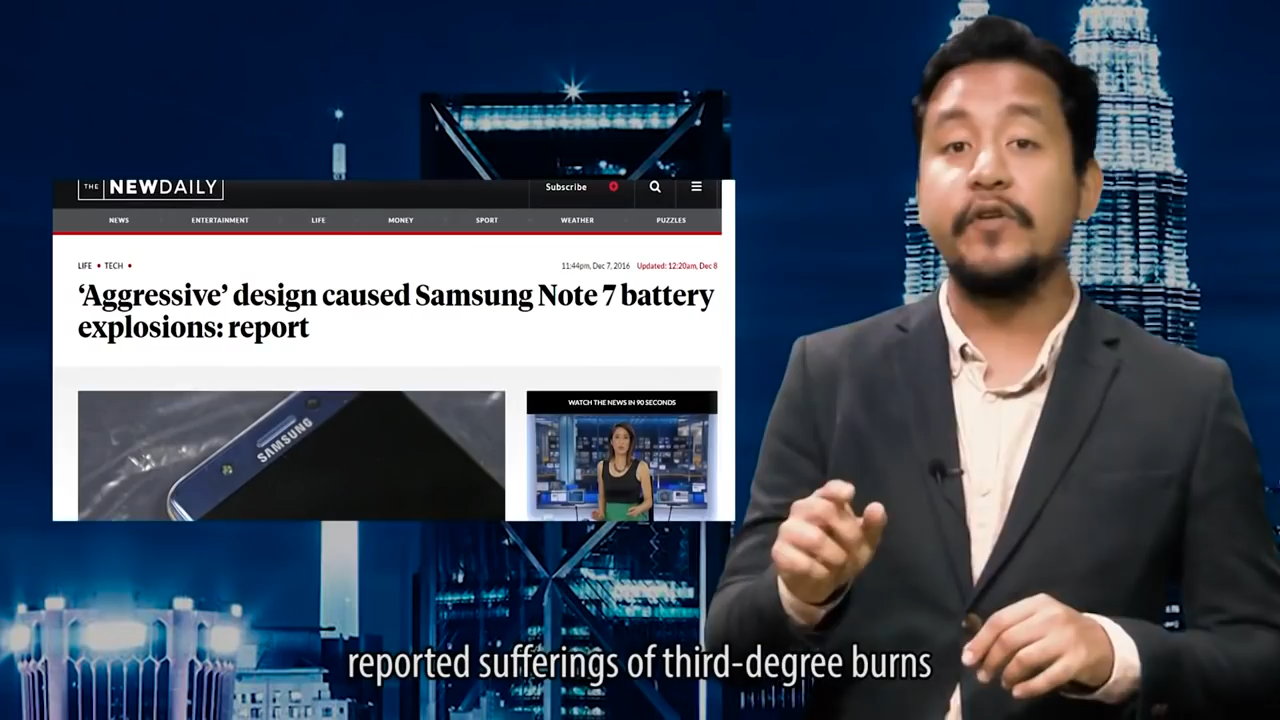 THE NEWDAILY
Subscribe
NEWS ENTERTAINMENT LIFE MONEY SPORT WEATHER PUZZLES
LIFE • TECH •
11:44pm, Dec 7, 2016 Updated: 12:20am, Dec 8
‘Aggressive’ design caused Samsung Note 7 battery
explosions: report
SAMSUNG
WATCH THE NEWS IN 90 SECONDS
reported sufferings of third-degree burns